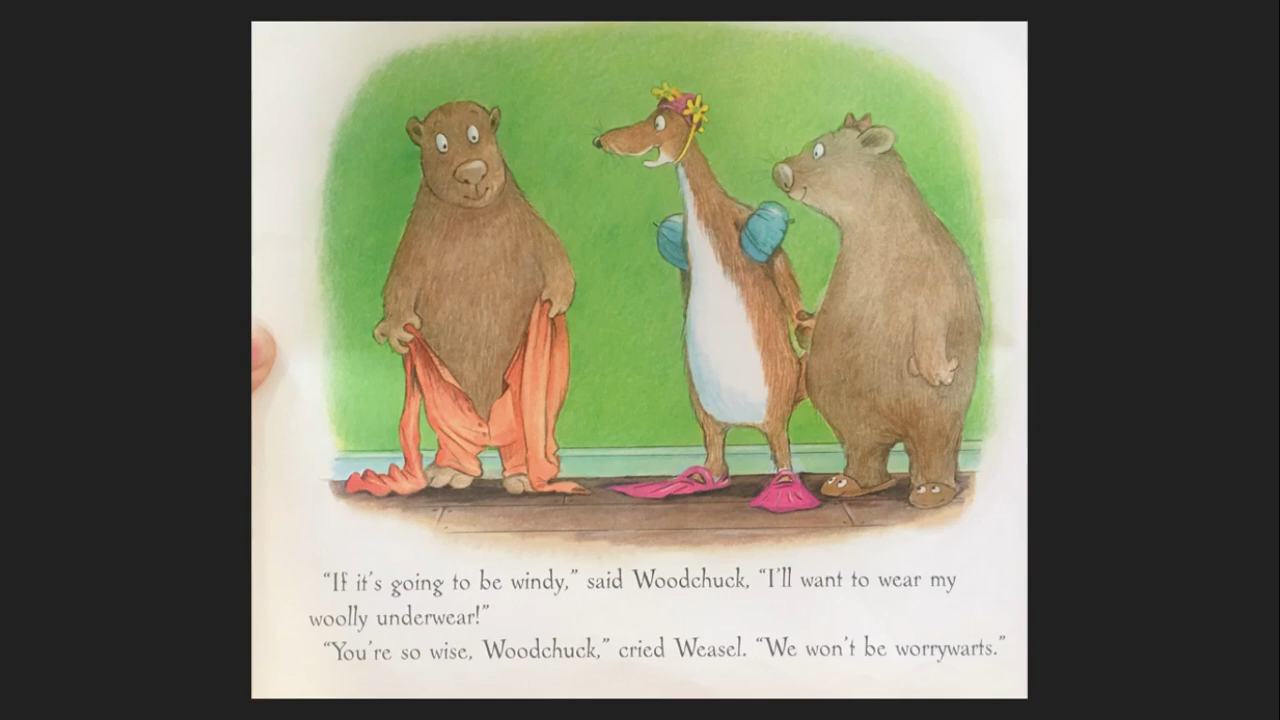 “If it’s going to be windy,” said Woodchuck, “I’ll want to wear my
woolly underwear!”
“You’re so wise, Woodchuck,” cried Weasel. “We won’t be worrywarts.”